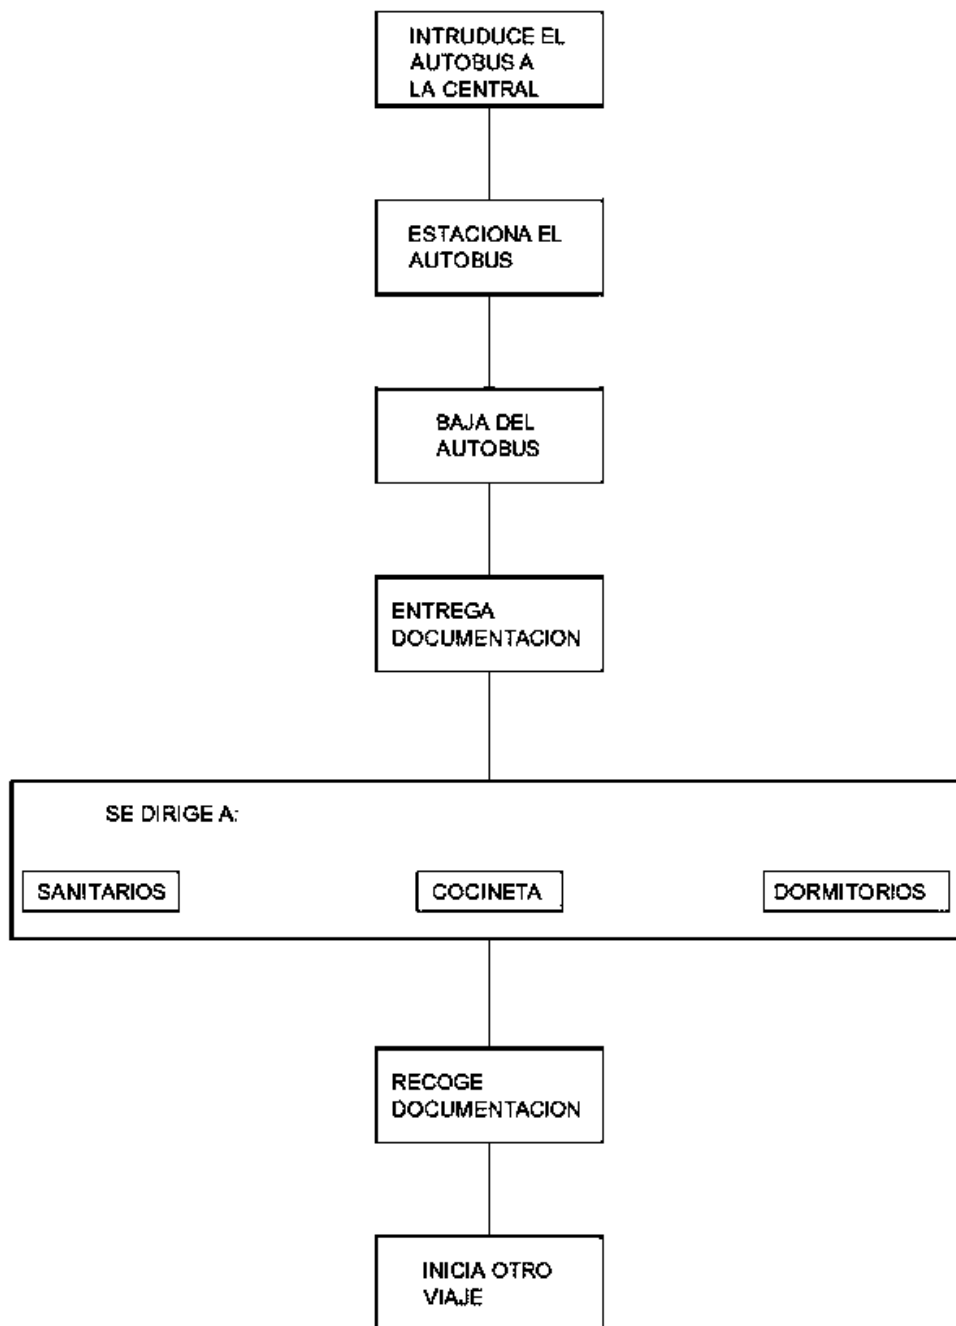 INTRUDUCE EL
AUTOBUS A
LA CENTRAL
ESTACIONA EL
AUTOBUS
BAJA DEL
AUTOBUS
ENTREGA
DOCUMENTACION
SE DIRIGE A:
SANITARIOS
COCINETA
DORMITORIOS
RECOGE
DOCUMENTACION
INICIA OTRO
VIAJE